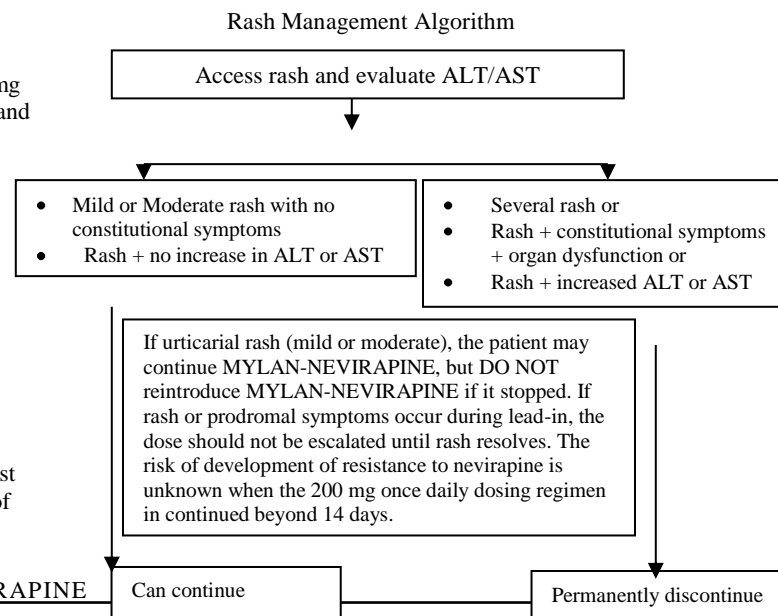 Rash Management Algorithm
Access rash and evaluate ALT/AST
mg
and
• Mild or Moderate rash with no
constitutional symptoms
• Rash + no increase in ALT or AST
• Several rash or
• Rash + constitutional symptoms
+ organ dysfunction or
• Rash + increased ALT or AST
If urticarial rash (mild or moderate), the patient may
continue MYLAN-NEVIRAPINE, but DO NOT
reintroduce MYLAN-NEVIRAPINE if it stopped. If
rash or prodromal symptoms occur during lead-in, the
dose should not be escalated until rash resolves. The
risk of development of resistance to nevirapine is
unknown when the 200 mg once daily dosing regimen
in continued beyond 14 days.
st
of
RAPINE
Can continue
Permanently discontinue